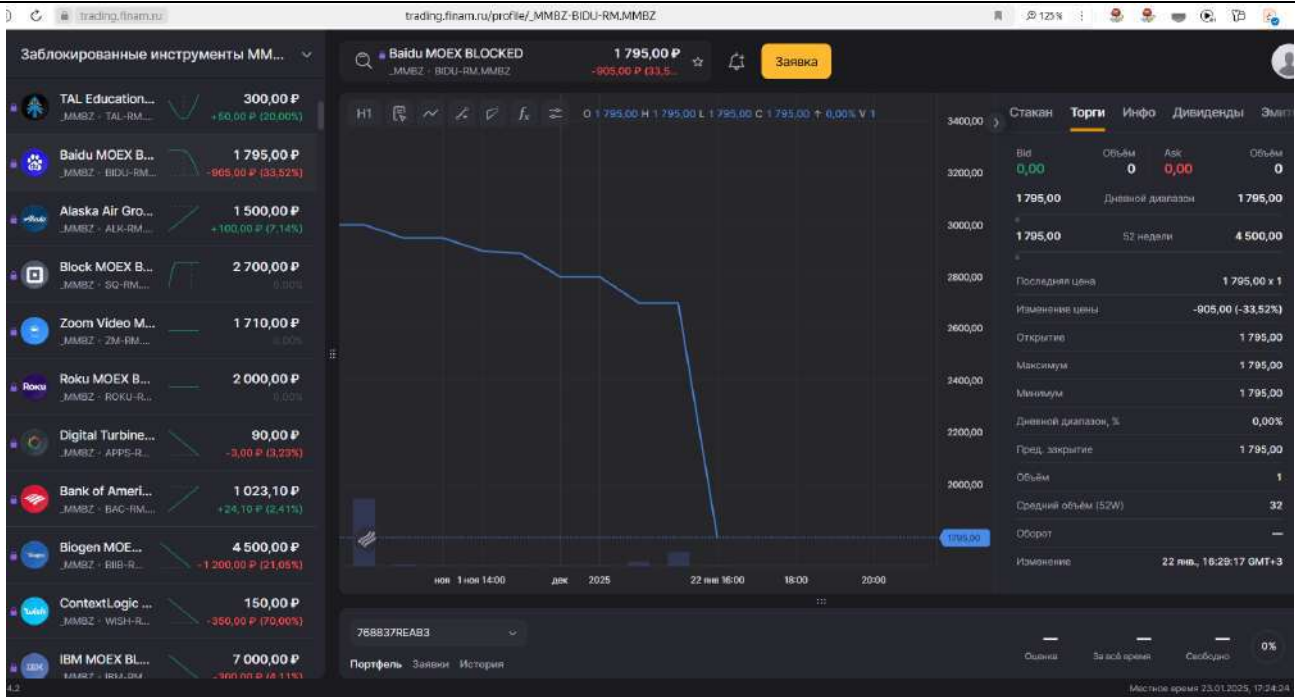 trading.finam.ru
trading.finam.ru/profile/_MMBZ-BIDU-RM.MMBZ
125 %
Заблокированные инструменты MM...
TAL Education...
300,00 ₽
_MMBZ · TAL-RM....
+50,00 ₽ (20,00%)
Baidu MOEX B...
1 795,00 ₽
_MMBZ · BIDU-RM...
-905,00 ₽ (33,52%)
Alaska Air Gro...
1 500,00 ₽
_MMBZ · ALK-RM....
+100,00 ₽ (7,14%)
Block MOEX B...
2 700,00 ₽
_MMBZ · SQ-RM....
0,00%
Zoom Video M...
1 710,00 ₽
_MMBZ · ZM-RM....
0,00%
Roku
Roku MOEX B...
2 000,00 ₽
_MMBZ · ROKU-R...
0,00%
Digital Turbine...
90,00 ₽
_MMBZ · APPS-R...
-3,00 ₽ (3,23%)
Bank of Ameri...
1 023,10 ₽
_MMBZ · BAC-RM....
+24,10 ₽ (2,41%)
Biogen MOE...
4 500,00 ₽
_MMBZ · BIIB-R...
-1 200,00 ₽ (21,05%)
ContextLogic ...
150,00 ₽
_MMBZ · WISH-R...
-350,00 ₽ (70,00%)
IBM MOEX BL...
7 000,00 ₽
_MMBZ · IBM-RM
-300,00 ₽ (4,11%)
4.2
Baidu MOEX BLOCKED
1 795,00 ₽
_MMBZ · BIDU-RM.MMBZ
-905,00 ₽ (33,5...
Заявка
H1
fx
O 1 795,00 H 1 795,00 L 1 795,00 C 1 795,00 ↑ 0,00% V 1
3400,00
3200,00
3000,00
2800,00
2600,00
2400,00
2200,00
2000,00
1795,00
ноя 1 ноя 14:00 дек 2025 22 янв 16:00 18:00 20:00
Стакан Торги Инфо Дивиденды Эмит
Bid Объём Ask Объём
0,00 0 0,00 0
1 795,00 Дневной диапазон 1 795,00
1 795,00 52 недели 4 500,00
Последняя цена 1 795,00 x 1
Изменение цены -905,00 (-33,52%)
Открытие 1 795,00
Максимум 1 795,00
Минимум 1 795,00
Дневной диапазон, % 0,00%
Пред. закрытие 1 795,00
Объём 1
Средний объём (52W) 32
Оборот —
Изменение 22 янв., 16:29:17 GMT+3
768837REAB3
Портфель Заявки История
— — —
Оценка За всё время Свободно 0%
Местное время 23.01.2025, 17:24:24